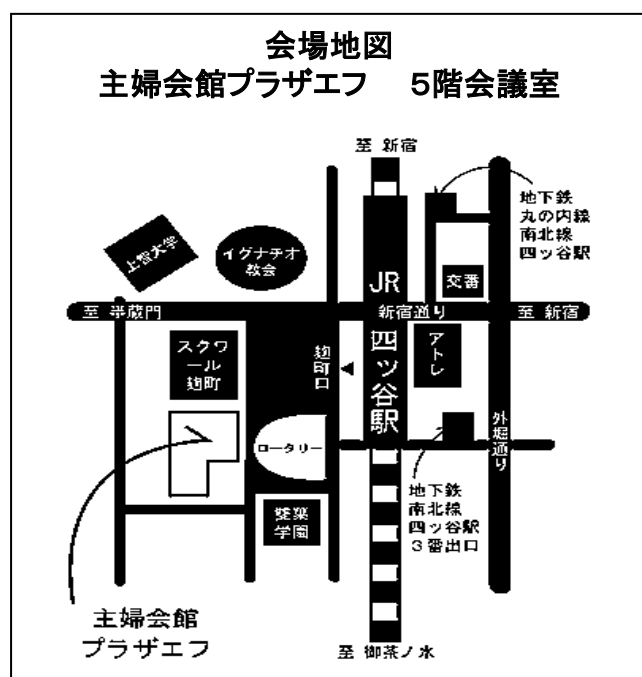 会場地図
主婦会館プラザエフ　5階会議室
至 新宿
地下鉄
丸の内線
南北線
四ッ谷駅
上智大学
イグナチオ
教会
交番
至 半蔵門
新宿通り
至 新宿
JR四ッ谷駅
スクワ
ール
麹町
麹町口
アトレ
外堀通り
ロータリー
地下鉄
南北線
四ッ谷駅
３番出口
雙葉
学園
主婦会館
プラザエフ
至 御茶ノ水